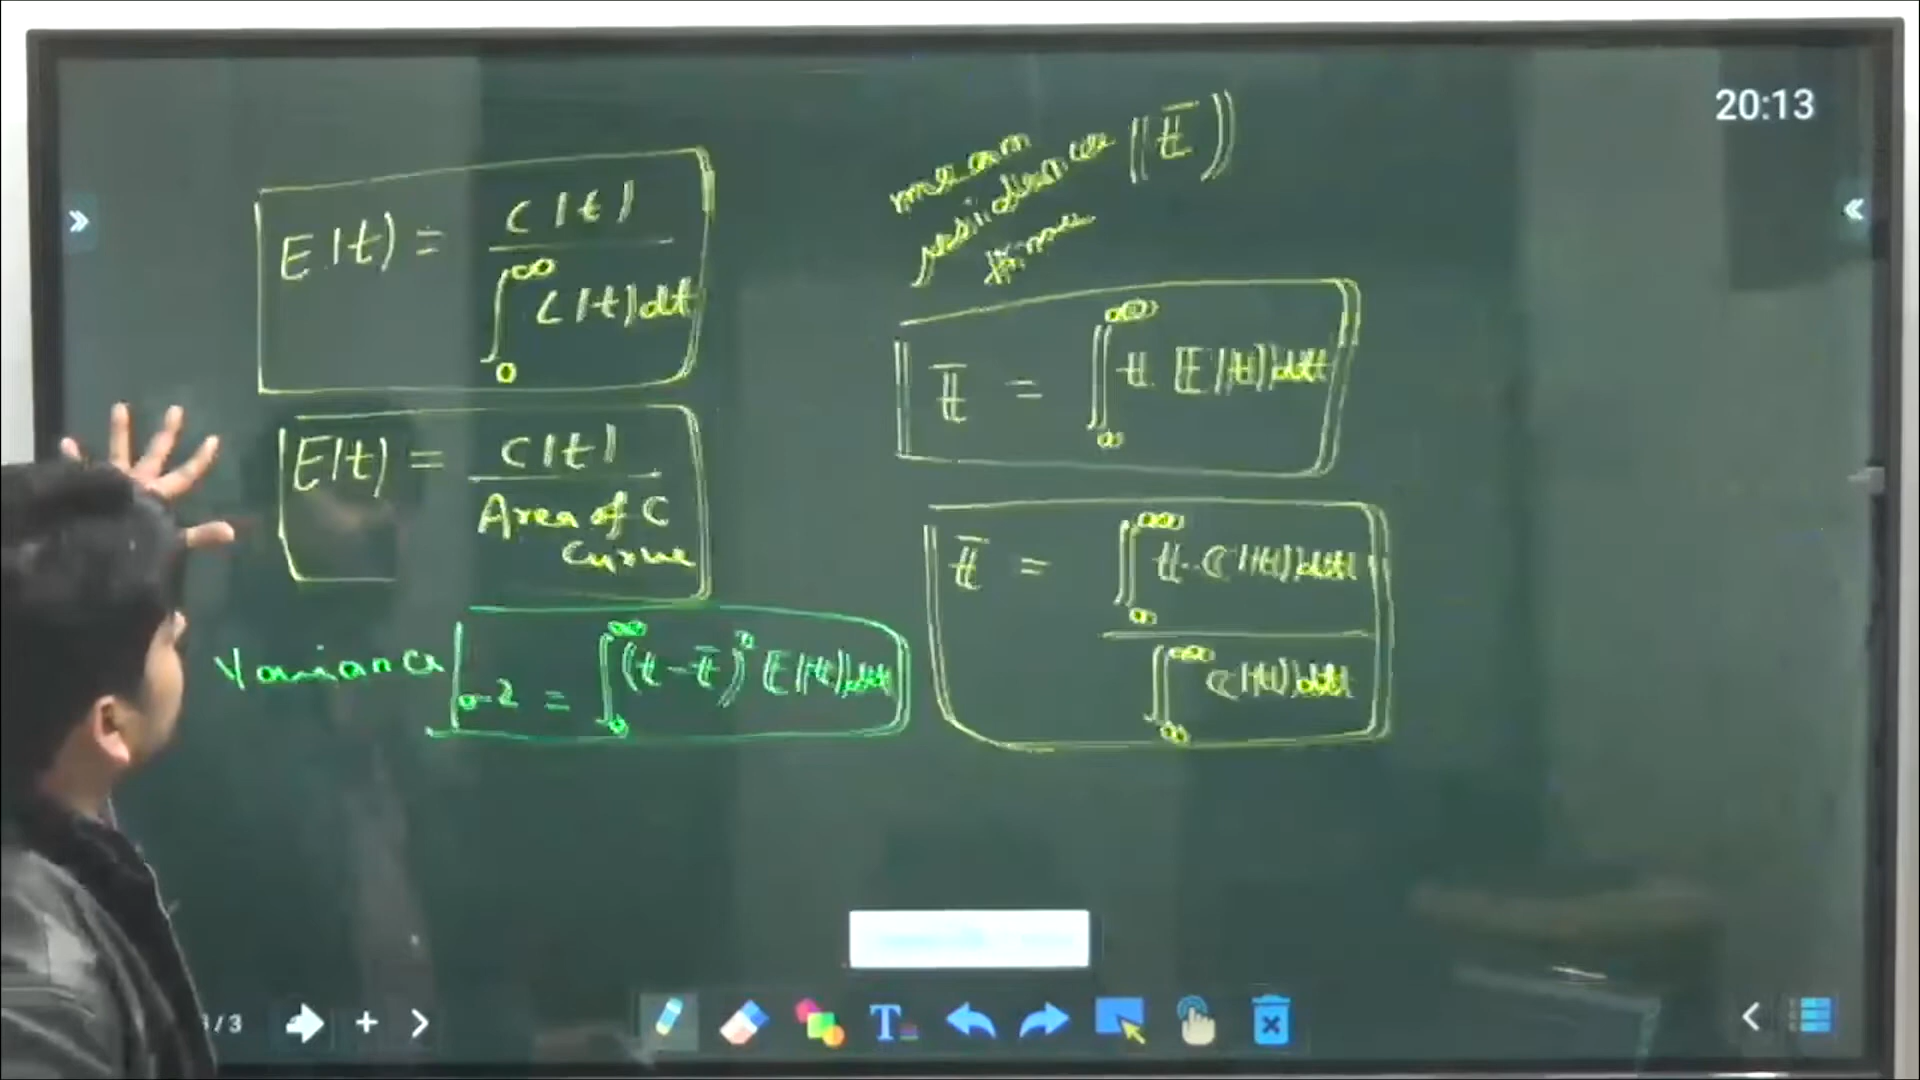 20:13
E(t) = C(t) / ∫₀^∞ C(t)dt
E(t) = C(t) / Area of C Curve
Variance σ2 = ∫₀^∞ (t-t̄)² E(t)dt
mean
residence (t̄)
time
t̄ = ∫₀^∞ t E(t)dt
t̄ = ∫₀^∞ t.C(t)dt / ∫₀^∞ C(t)dt
/3
T